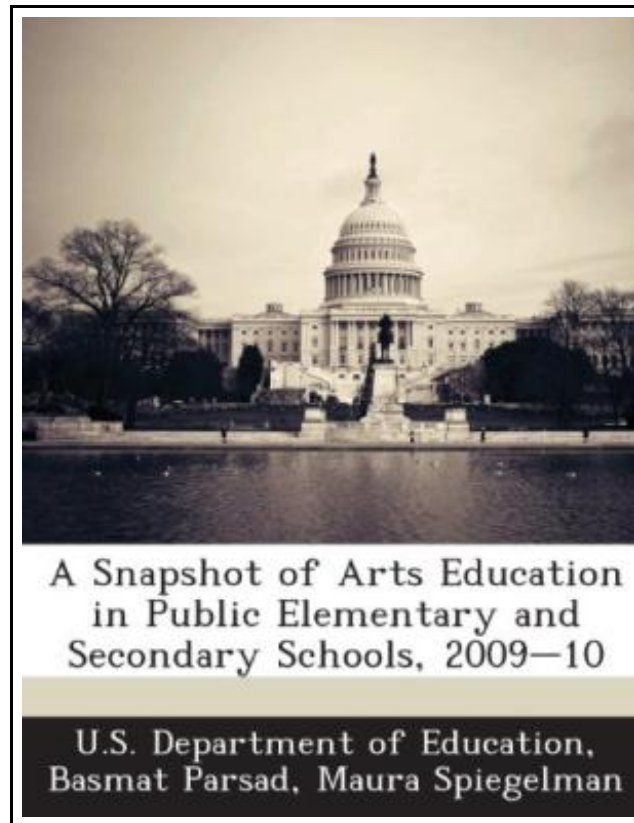 A Snapshot of Arts Education
in Public Elementary and
Secondary Schools, 2009—10
U.S. Department of Education,
Basmat Parsad, Maura Spiegelman